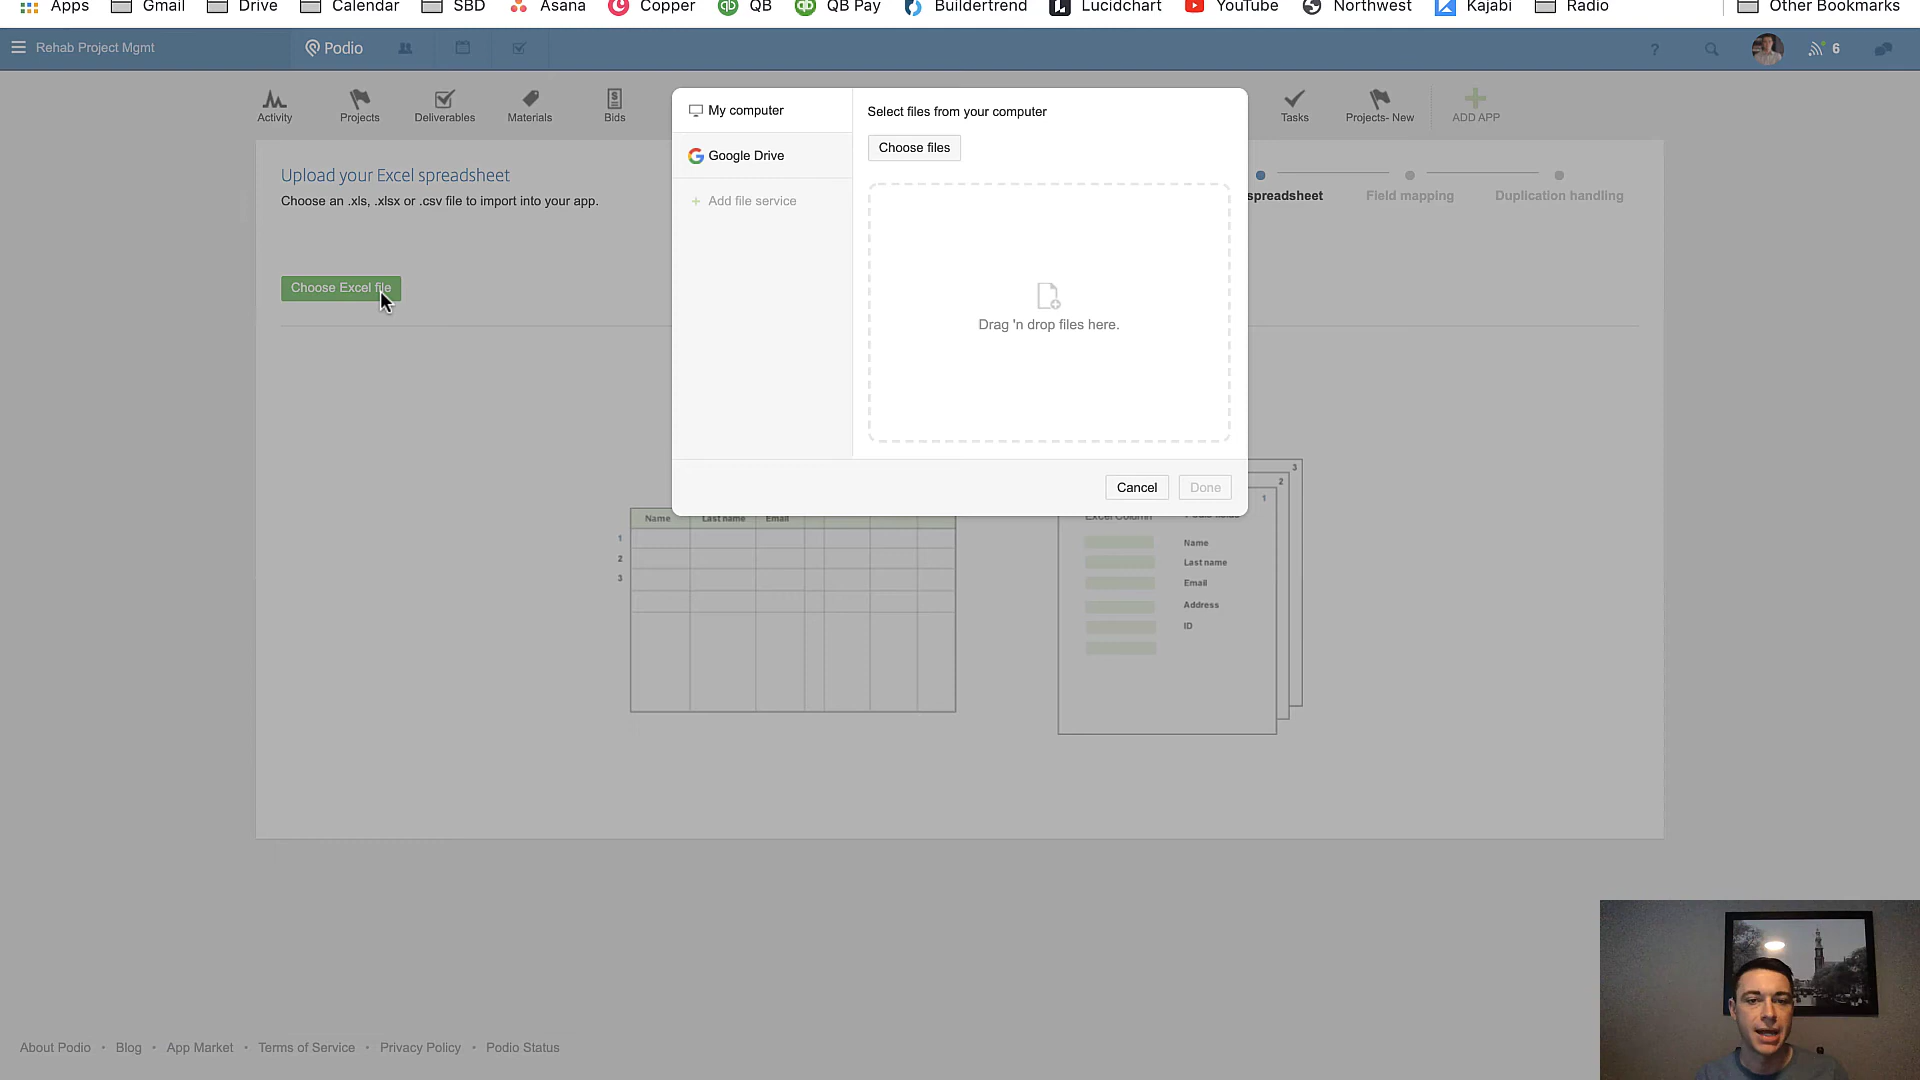 Apps Gmail Drive Calendar SBD Asana Copper QB QB Pay Buildertrend Lucidchart YouTube Northwest Kajabi Radio Other Bookmarks
Rehab Project Mgmt Podio ? 6
Activity Projects Deliverables Materials Bids Tasks Projects- New ADD APP
My computer
Google Drive
+ Add file service
Select files from your computer
Choose files
Drag 'n drop files here.
Cancel Done
Upload your Excel spreadsheet
Choose an .xls, .xlsx or .csv file to import into your app.
spreadsheet Field mapping Duplication handling
Choose Excel file
Name Last name Email
1
2
3
3
2
1
Excel Column
Name
Last name
Email
Address
ID
About Podio • Blog • App Market • Terms of Service • Privacy Policy • Podio Status